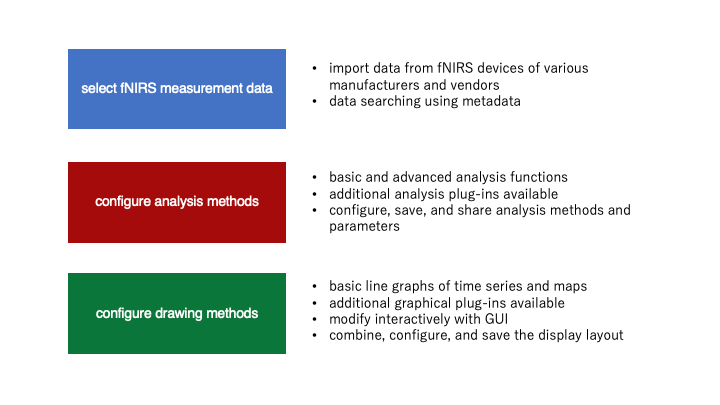 select fNIRS measurement data
• import data from fNIRS devices of various
manufacturers and vendors
• data searching using metadata
configure analysis methods
• basic and advanced analysis functions
• additional analysis plug-ins available
• configure, save, and share analysis methods and
parameters
configure drawing methods
• basic line graphs of time series and maps
• additional graphical plug-ins available
• modify interactively with GUI
• combine, configure, and save the display layout